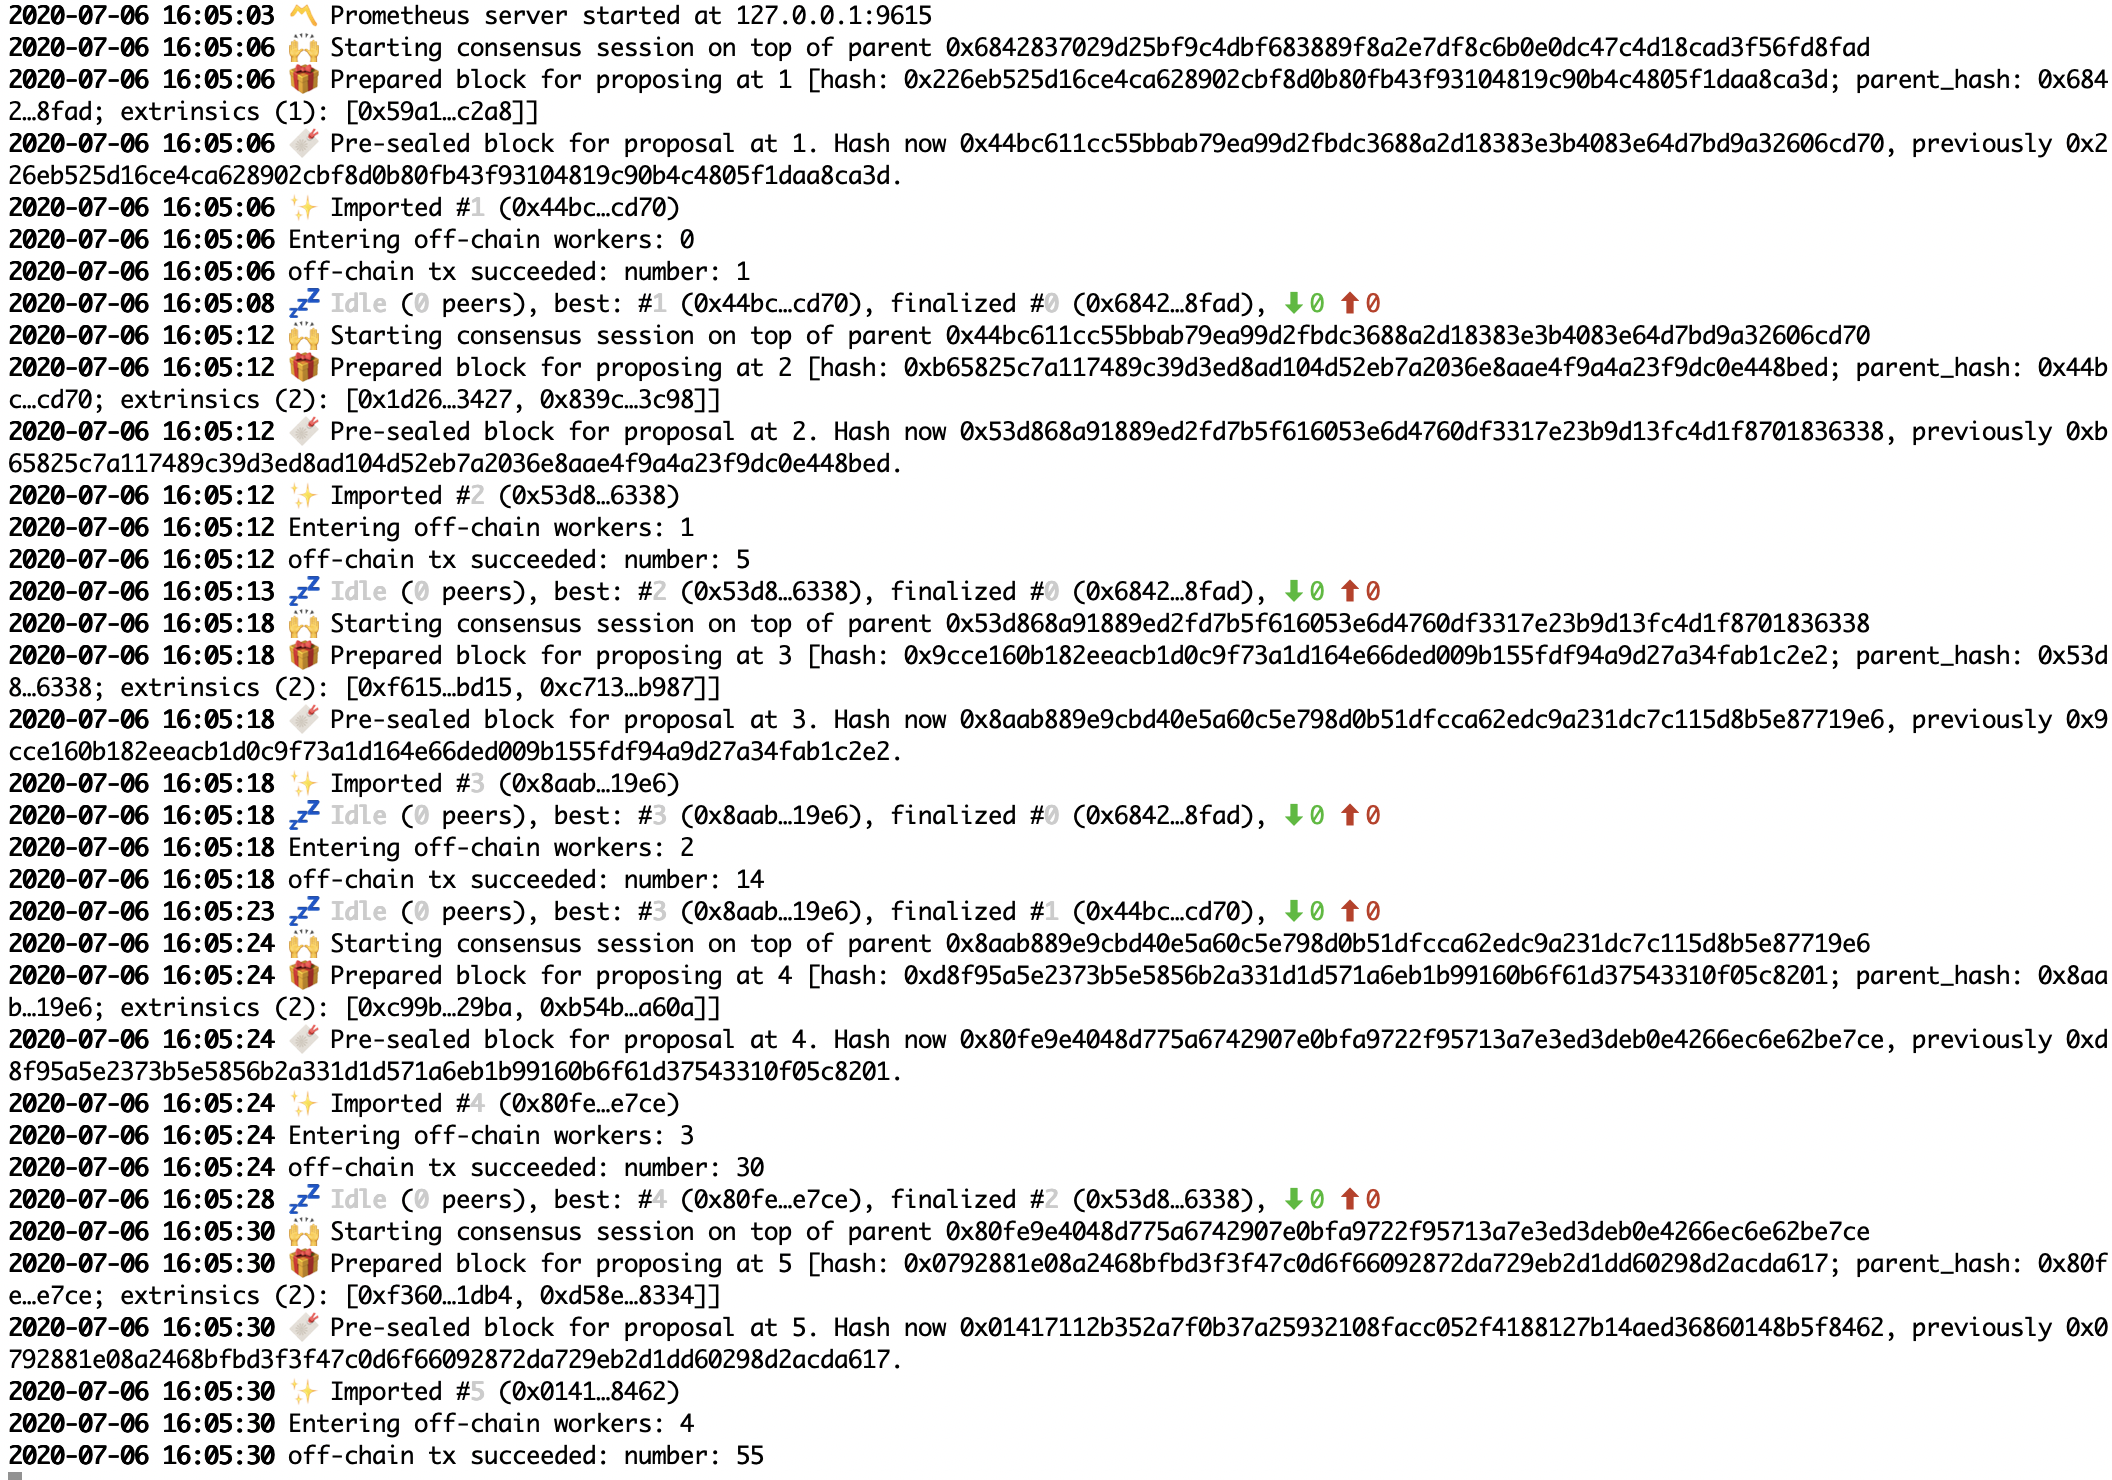 2020-07-06 16:05:03 〽️ Prometheus server started at 127.0.0.1:9615
2020-07-06 16:05:06 🙌 Starting consensus session on top of parent 0x6842837029d25bf9c4dbf683889f8a2e7df8c6b0e0dc47c4d18cad3f56fd8fad
2020-07-06 16:05:06 🎁 Prepared block for proposing at 1 [hash: 0x226eb525d16ce4ca628902cbf8d0b80fb43f93104819c90b4c4805f1daa8ca3d; parent_hash: 0x684
2…8fad; extrinsics (1): [0x59a1…c2a8]]
2020-07-06 16:05:06 🔖 Pre-sealed block for proposal at 1. Hash now 0x44bc611cc55bbab79ea99d2fbdc3688a2d18383e3b4083e64d7bd9a32606cd70, previously 0x2
26eb525d16ce4ca628902cbf8d0b80fb43f93104819c90b4c4805f1daa8ca3d.
2020-07-06 16:05:06 ✨ Imported #1 (0x44bc…cd70)
2020-07-06 16:05:06 Entering off-chain workers: 0
2020-07-06 16:05:06 off-chain tx succeeded: number: 1
2020-07-06 16:05:08 💤 Idle (0 peers), best: #1 (0x44bc…cd70), finalized #0 (0x6842…8fad), ⬇ 0 ⬆ 0
2020-07-06 16:05:12 🙌 Starting consensus session on top of parent 0x44bc611cc55bbab79ea99d2fbdc3688a2d18383e3b4083e64d7bd9a32606cd70
2020-07-06 16:05:12 🎁 Prepared block for proposing at 2 [hash: 0xb65825c7a117489c39d3ed8ad104d52eb7a2036e8aae4f9a4a23f9dc0e448bed; parent_hash: 0x44b
c…cd70; extrinsics (2): [0x1d26…3427, 0x839c…3c98]]
2020-07-06 16:05:12 🔖 Pre-sealed block for proposal at 2. Hash now 0x53d868a91889ed2fd7b5f616053e6d4760df3317e23b9d13fc4d1f8701836338, previously 0xb
65825c7a117489c39d3ed8ad104d52eb7a2036e8aae4f9a4a23f9dc0e448bed.
2020-07-06 16:05:12 ✨ Imported #2 (0x53d8…6338)
2020-07-06 16:05:12 Entering off-chain workers: 1
2020-07-06 16:05:12 off-chain tx succeeded: number: 5
2020-07-06 16:05:13 💤 Idle (0 peers), best: #2 (0x53d8…6338), finalized #0 (0x6842…8fad), ⬇ 0 ⬆ 0
2020-07-06 16:05:18 🙌 Starting consensus session on top of parent 0x53d868a91889ed2fd7b5f616053e6d4760df3317e23b9d13fc4d1f8701836338
2020-07-06 16:05:18 🎁 Prepared block for proposing at 3 [hash: 0x9cce160b182eeacb1d0c9f73a1d164e66ded009b155fdf94a9d27a34fab1c2e2; parent_hash: 0x53d
8…6338; extrinsics (2): [0xf615…bd15, 0xc713…b987]]
2020-07-06 16:05:18 🔖 Pre-sealed block for proposal at 3. Hash now 0x8aab889e9cbd40e5a60c5e798d0b51dfcca62edc9a231dc7c115d8b5e87719e6, previously 0x9
cce160b182eeacb1d0c9f73a1d164e66ded009b155fdf94a9d27a34fab1c2e2.
2020-07-06 16:05:18 ✨ Imported #3 (0x8aab…19e6)
2020-07-06 16:05:18 💤 Idle (0 peers), best: #3 (0x8aab…19e6), finalized #0 (0x6842…8fad), ⬇ 0 ⬆ 0
2020-07-06 16:05:18 Entering off-chain workers: 2
2020-07-06 16:05:18 off-chain tx succeeded: number: 14
2020-07-06 16:05:23 💤 Idle (0 peers), best: #3 (0x8aab…19e6), finalized #1 (0x44bc…cd70), ⬇ 0 ⬆ 0
2020-07-06 16:05:24 🙌 Starting consensus session on top of parent 0x8aab889e9cbd40e5a60c5e798d0b51dfcca62edc9a231dc7c115d8b5e87719e6
2020-07-06 16:05:24 🎁 Prepared block for proposing at 4 [hash: 0xd8f95a5e2373b5e5856b2a331d1d571a6eb1b99160b6f61d37543310f05c8201; parent_hash: 0x8aa
b…19e6; extrinsics (2): [0xc99b…29ba, 0xb54b…a60a]]
2020-07-06 16:05:24 🔖 Pre-sealed block for proposal at 4. Hash now 0x80fe9e4048d775a6742907e0bfa9722f95713a7e3ed3deb0e4266ec6e62be7ce, previously 0xd
8f95a5e2373b5e5856b2a331d1d571a6eb1b99160b6f61d37543310f05c8201.
2020-07-06 16:05:24 ✨ Imported #4 (0x80fe…e7ce)
2020-07-06 16:05:24 Entering off-chain workers: 3
2020-07-06 16:05:24 off-chain tx succeeded: number: 30
2020-07-06 16:05:28 💤 Idle (0 peers), best: #4 (0x80fe…e7ce), finalized #2 (0x53d8…6338), ⬇ 0 ⬆ 0
2020-07-06 16:05:30 🙌 Starting consensus session on top of parent 0x80fe9e4048d775a6742907e0bfa9722f95713a7e3ed3deb0e4266ec6e62be7ce
2020-07-06 16:05:30 🎁 Prepared block for proposing at 5 [hash: 0x0792881e08a2468bfbd3f3f47c0d6f66092872da729eb2d1dd60298d2acda617; parent_hash: 0x80f
e…e7ce; extrinsics (2): [0xf360…1db4, 0xd58e…8334]]
2020-07-06 16:05:30 🔖 Pre-sealed block for proposal at 5. Hash now 0x01417112b352a7f0b37a25932108facc052f4188127b14aed36860148b5f8462, previously 0x0
792881e08a2468bfbd3f3f47c0d6f66092872da729eb2d1dd60298d2acda617.
2020-07-06 16:05:30 ✨ Imported #5 (0x0141…8462)
2020-07-06 16:05:30 Entering off-chain workers: 4
2020-07-06 16:05:30 off-chain tx succeeded: number: 55